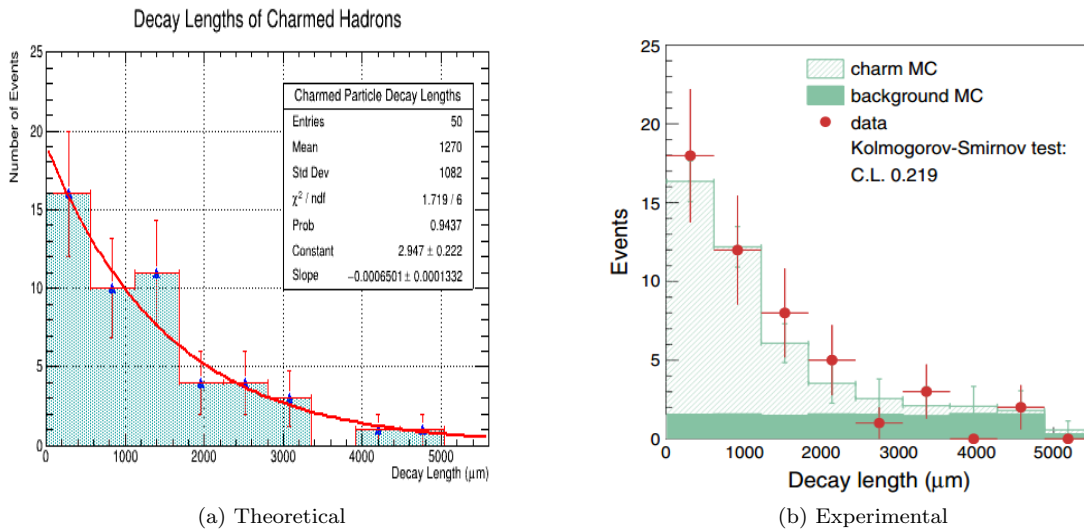 Decay Lengths of Charmed Hadrons
Number of Events
25
20
15
10
5
0
0 1000 2000 3000 4000 5000
Decay Length (μm)
Charmed Particle Decay Lengths
Entries 50
Mean 1270
Std Dev 1082
χ² / ndf 1.719 / 6
Prob 0.9437
Constant 2.947 ± 0.222
Slope −0.0006501 ± 0.0001332
(a) Theoretical
Events
25
20
15
10
5
0
0 1000 2000 3000 4000 5000
Decay length (μm)
charm MC
background MC
data
Kolmogorov-Smirnov test:
C.L. 0.219
(b) Experimental